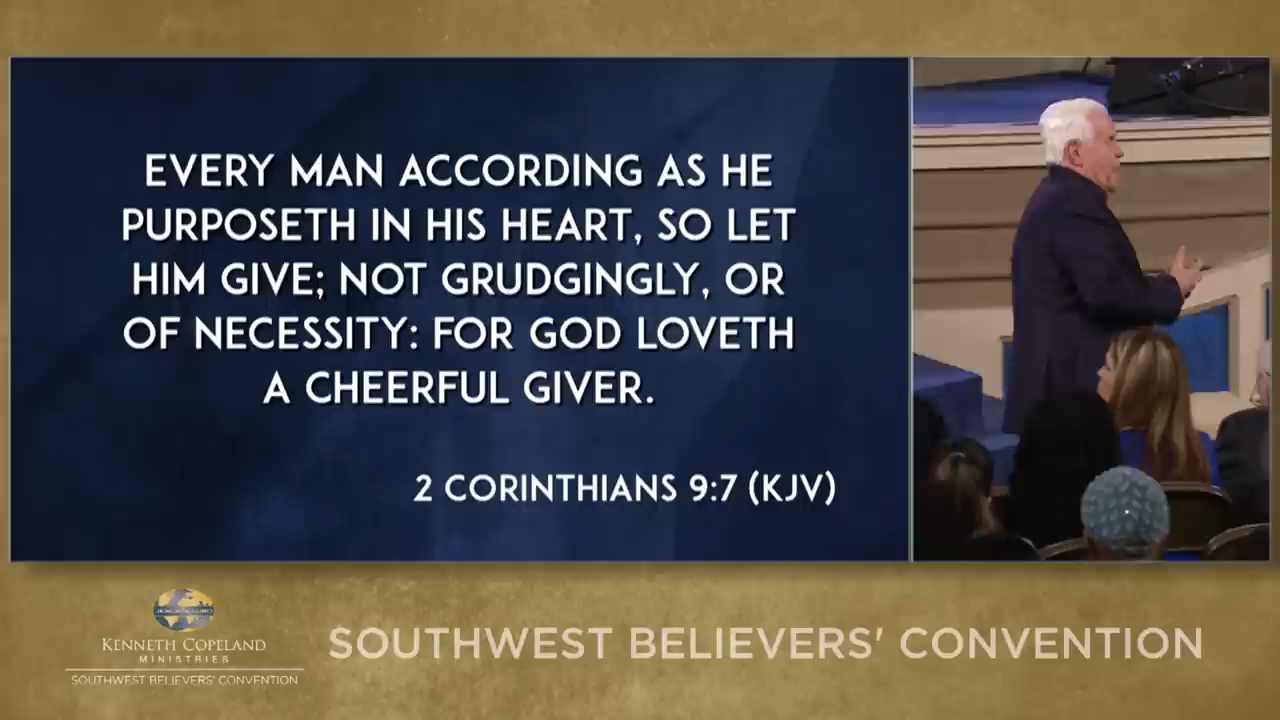 EVERY MAN ACCORDING AS HE
PURPOSETH IN HIS HEART, SO LET
HIM GIVE; NOT GRUDGINGLY, OR
OF NECESSITY: FOR GOD LOVETH
A CHEERFUL GIVER.
2 CORINTHIANS 9:7 (KJV)
KENNETH COPELAND
MINISTRIES
SOUTHWEST BELIEVERS' CONVENTION
SOUTHWEST BELIEVERS' CONVENTION